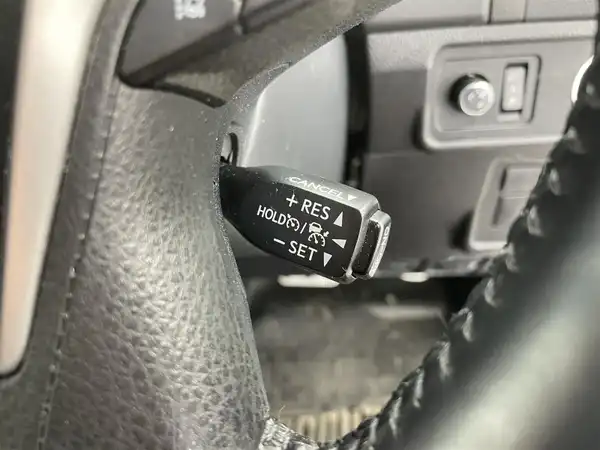 CANCEL▼
+ RES ▲
HOLD / ◀
− SET ▼